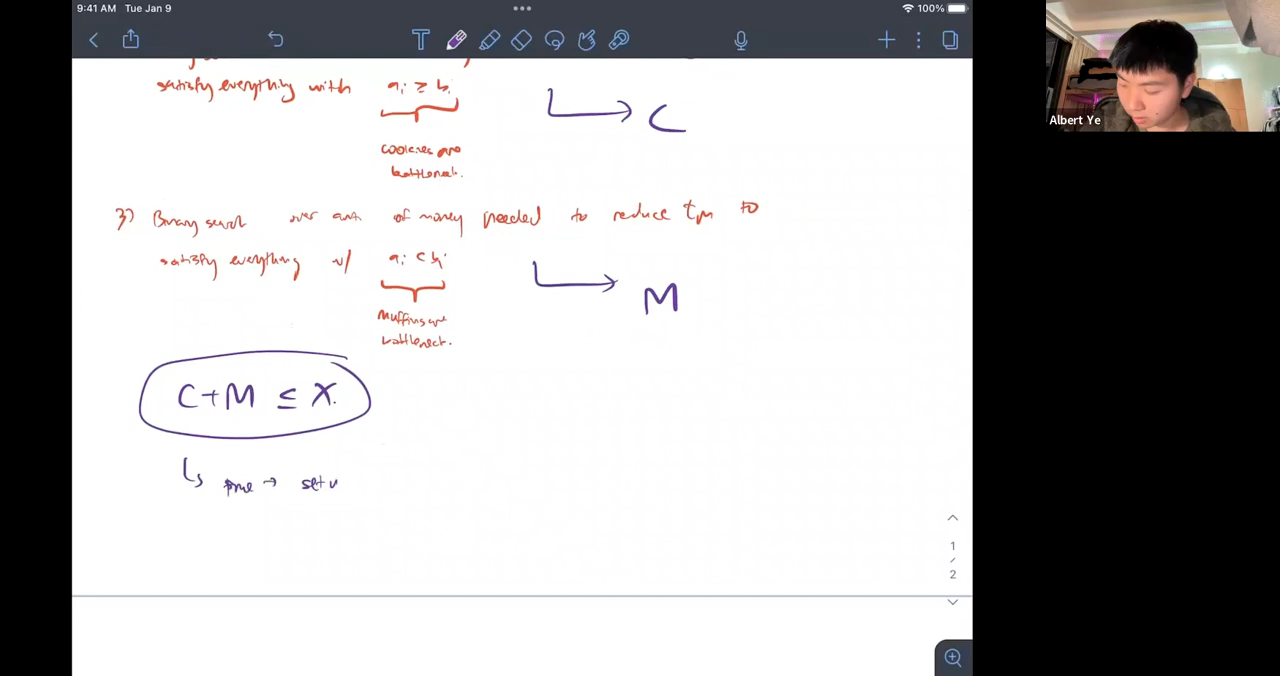 9:41 AM Tue Jan 9
100%
Albert Ye
satisfy everything with aᵢ ≥ bᵢ
C
cookies are
bottleneck.
3) Binary search over amt of money needed to reduce tₘ to
satisfy everything w/ aᵢ < bᵢ
M
Muffins are
bottleneck.
C+M ≤ X.
↳ true → set
1
/
2